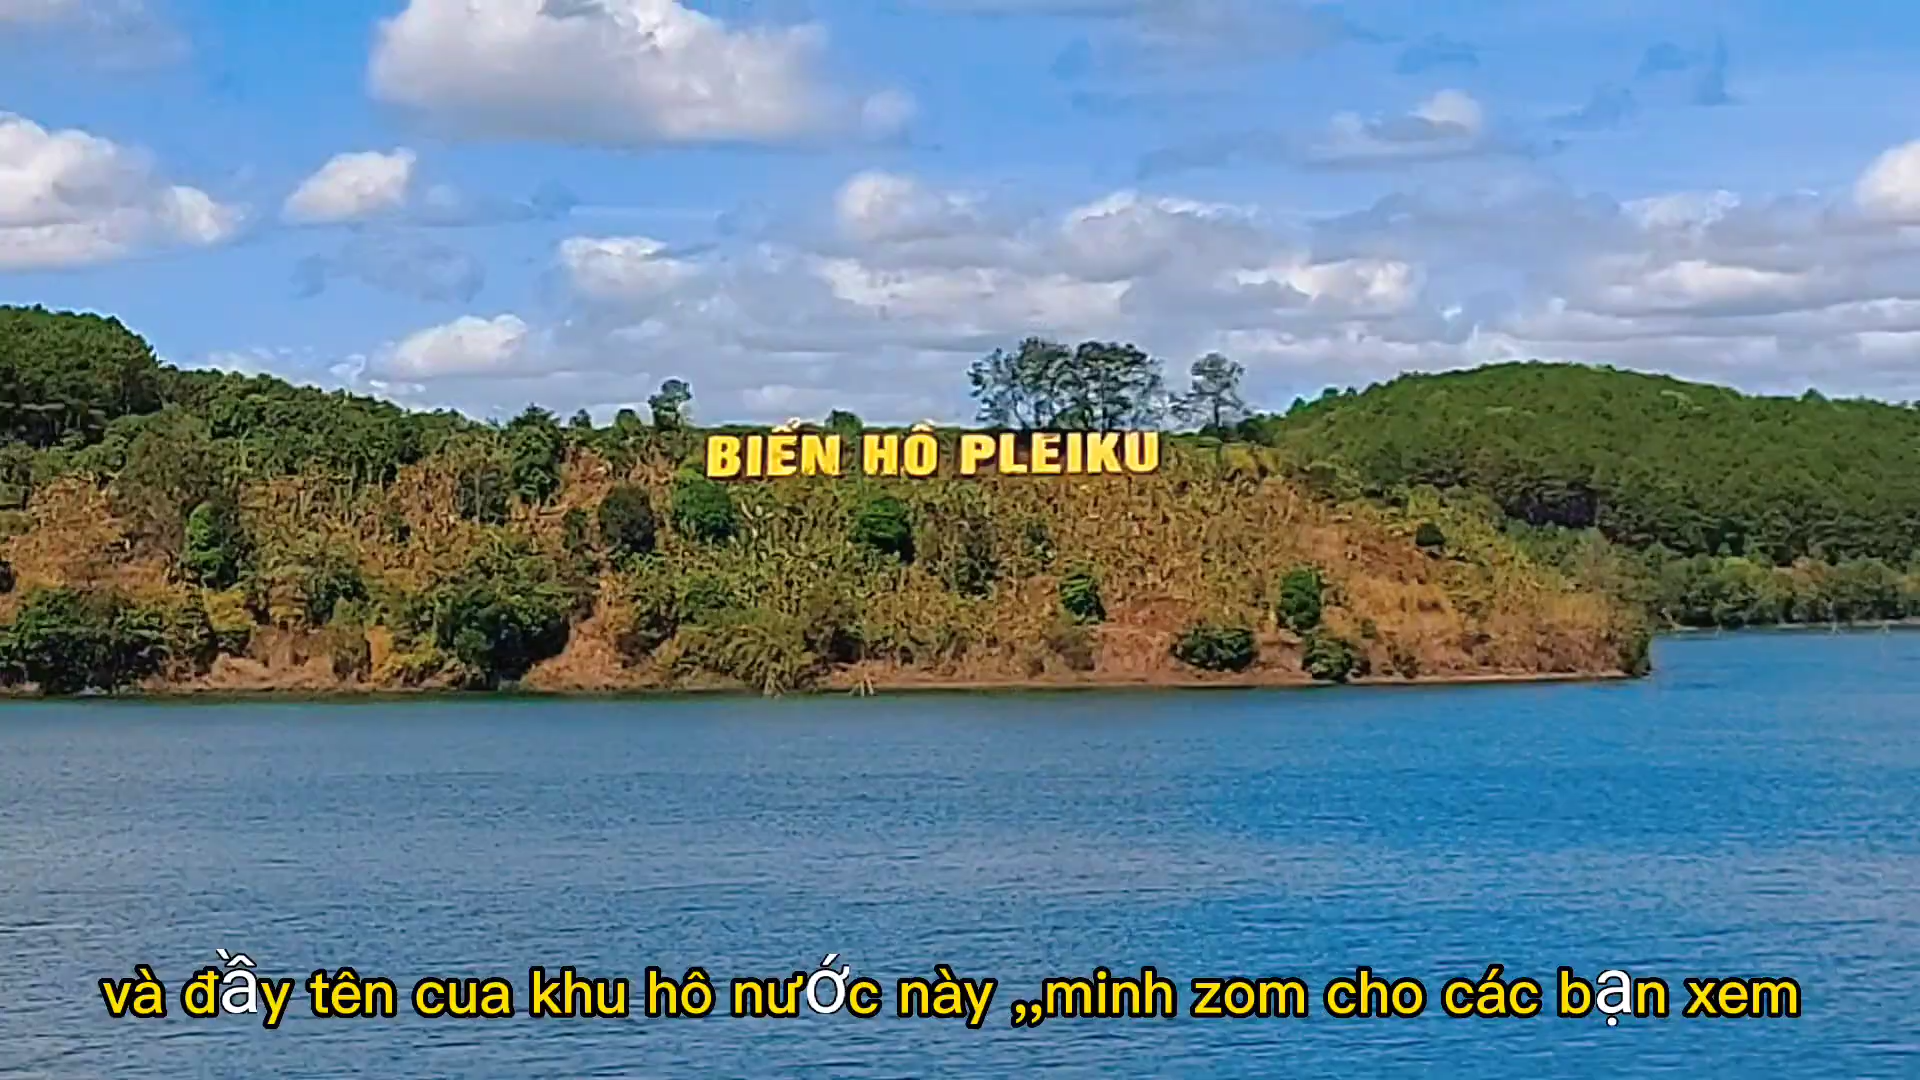 BIỂN HỒ PLEIKU
và đầy tên cua khu hô nước này ,,minh zom cho các bạn xem